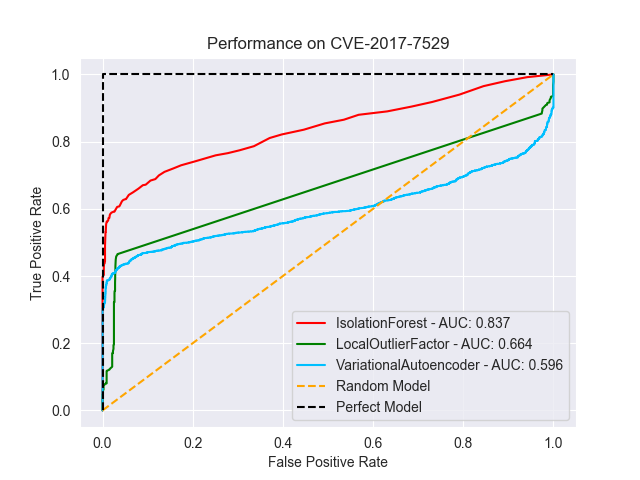 Performance on CVE-2017-7529
1.0
0.8
0.6
0.4
0.2
0.0
True Positive Rate
IsolationForest - AUC: 0.837
LocalOutlierFactor - AUC: 0.664
VariationalAutoencoder - AUC: 0.596
Random Model
Perfect Model
0.0 0.2 0.4 0.6 0.8 1.0
False Positive Rate